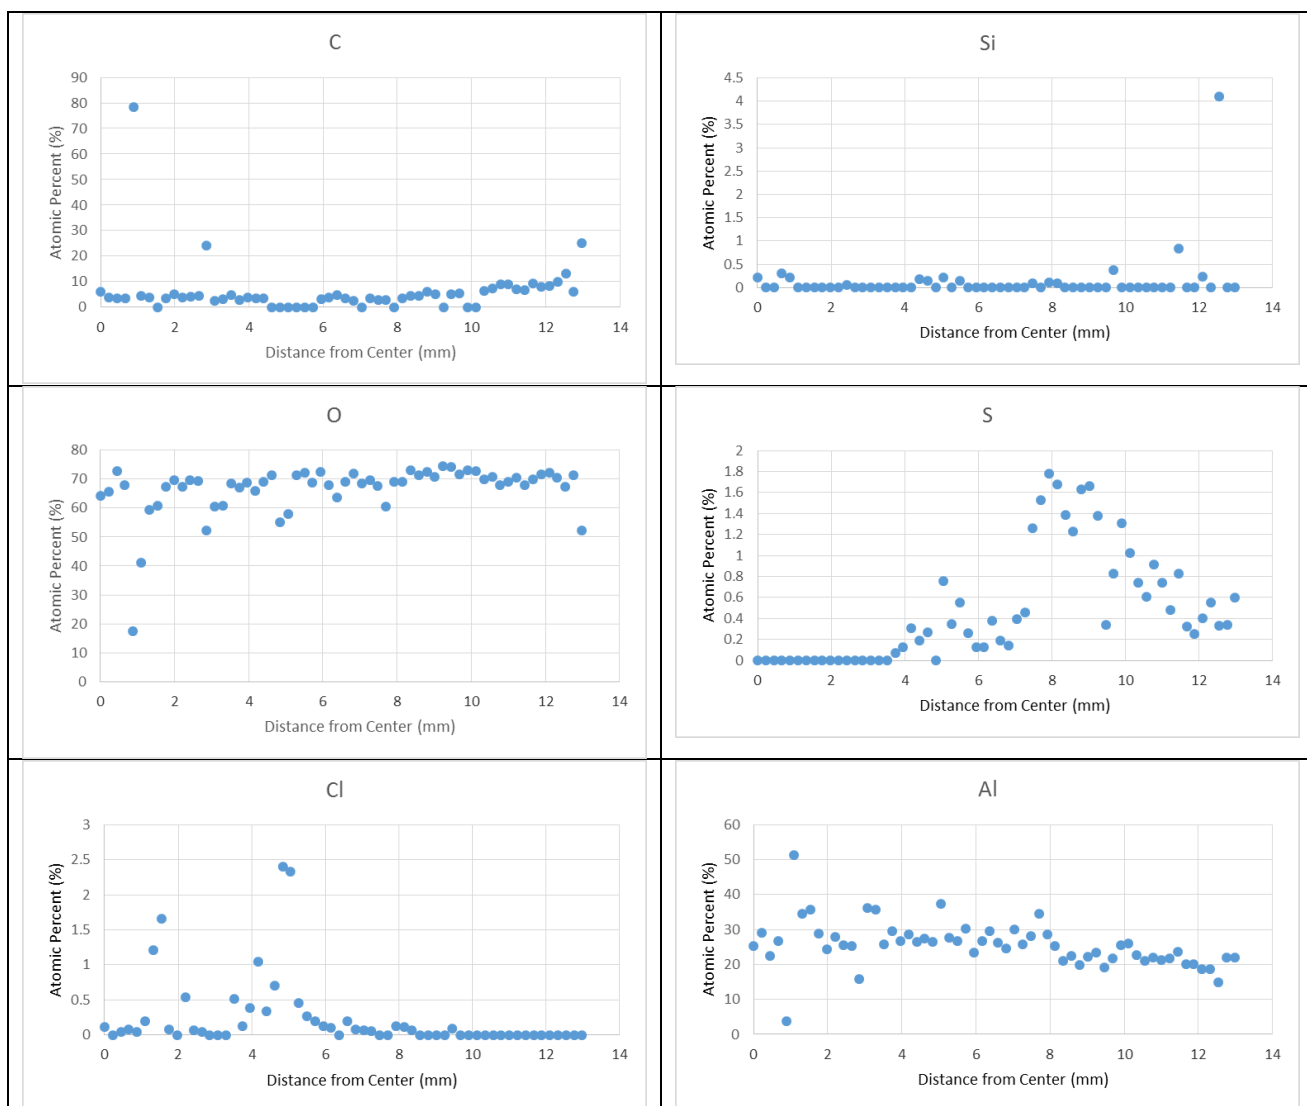 C
90
80
70
60
50
40
30
20
10
0
0 2 4 6 8 10 12 14
Atomic Percent (%)
Distance from Center (mm)
Si
4.5
4
3.5
3
2.5
2
1.5
1
0.5
0
0 2 4 6 8 10 12 14
Atomic Percent (%)
Distance from Center (mm)
O
80
70
60
50
40
30
20
10
0
0 2 4 6 8 10 12 14
Atomic Percent (%)
Distance from Center (mm)
S
2
1.8
1.6
1.4
1.2
1
0.8
0.6
0.4
0.2
0
0 2 4 6 8 10 12 14
Atomic Percent (%)
Distance from Center (mm)
Cl
3
2.5
2
1.5
1
0.5
0
0 2 4 6 8 10 12 14
Atomic Percent (%)
Distance from Center (mm)
Al
60
50
40
30
20
10
0
0 2 4 6 8 10 12 14
Atomic Percent (%)
Distance from Center (mm)